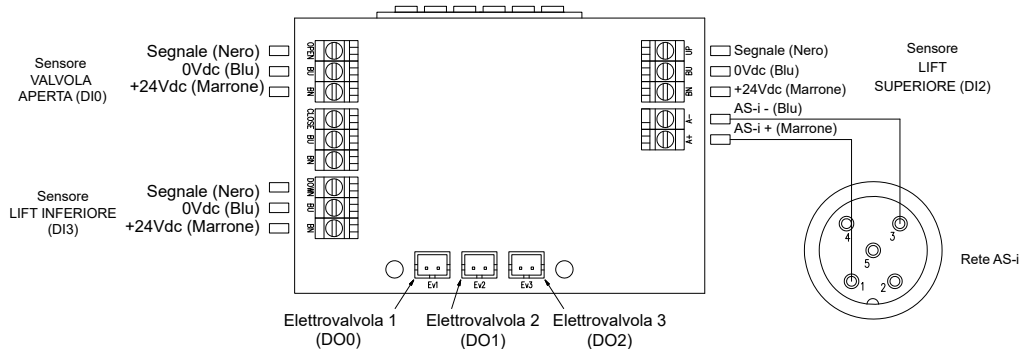 Sensore
VALVOLA
APERTA (DI0)
Segnale (Nero)
0Vdc (Blu)
+24Vdc (Marrone)
OPEN
BU
BN
CLOSE
BU
BN
Sensore
LIFT INFERIORE
(DI3)
Segnale (Nero)
0Vdc (Blu)
+24Vdc (Marrone)
DOWN
BU
BN
UP
BU
BN
A-
A+
Segnale (Nero)
0Vdc (Blu)
+24Vdc (Marrone)
AS-i - (Blu)
AS-i + (Marrone)
Sensore
LIFT
SUPERIORE (DI2)
4
3
5
1
2
Rete AS-i
Ev1
Ev2
Ev3
Elettrovalvola 1
(DO0)
Elettrovalvola 2
(DO1)
Elettrovalvola 3
(DO2)